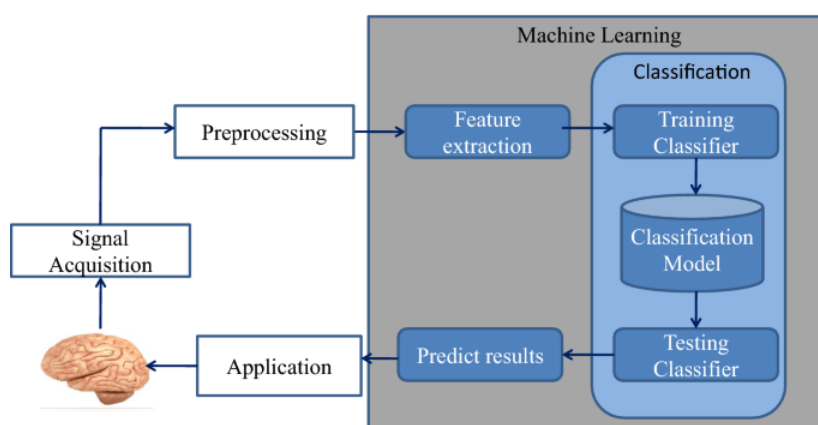 Machine Learning
Classification
Preprocessing
Feature
extraction
Training
Classifier
Signal
Acquisition
Classification
Model
Application
Predict results
Testing
Classifier